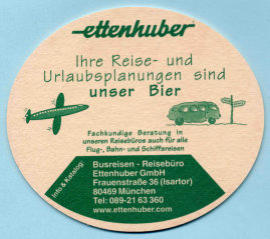 ettenhuber
Ihre Reise- und
Urlaubsplanungen sind
unser Bier
Fachkundige Beratung in
unseren Reisebüros auch für alle
Flug-, Bahn- und Schiffsreisen
Info & Katalog:
Busreisen - Reisebüro
Ettenhuber GmbH
Frauenstraße 36 (Isartor)
80469 München
Tel: 089-21 63 360
www.ettenhuber.com